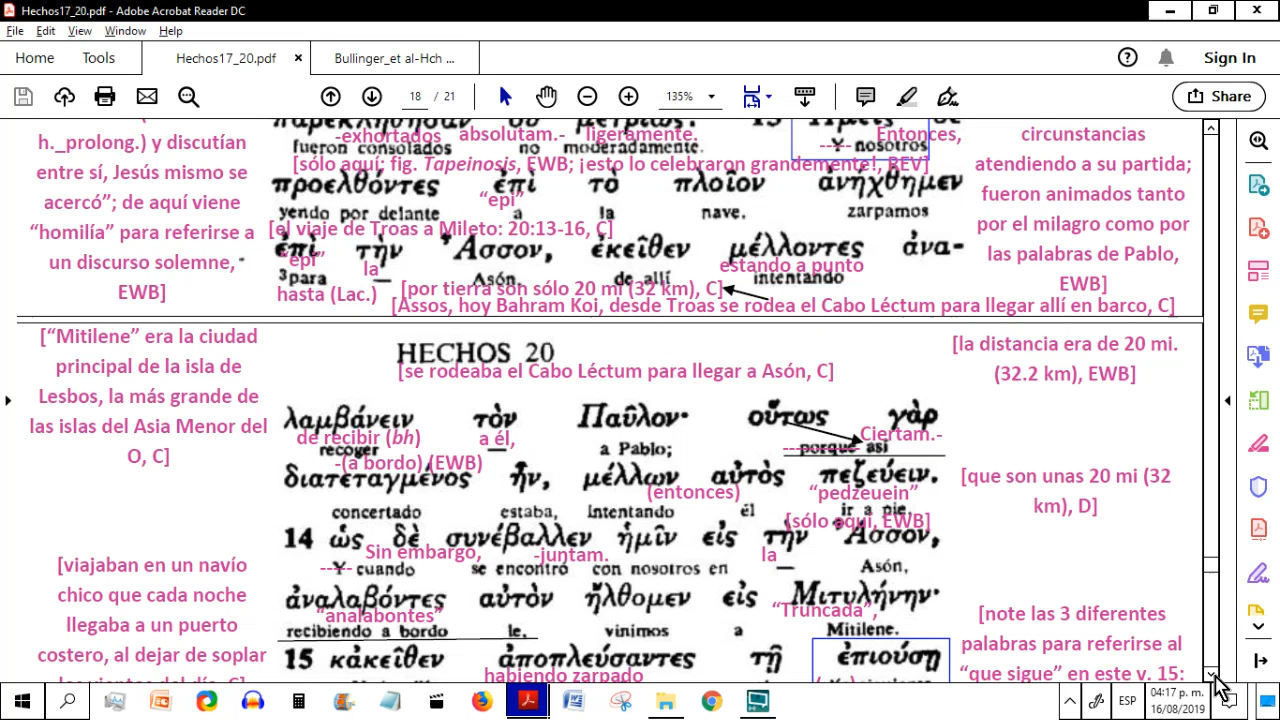 Hechos17_20.pdf - Adobe Acrobat Reader DC
File Edit View Window Help
Home Tools Hechos17_20.pdf × Bullinger_et al-Hch ... Sign In
18 / 21 135% Share
h._prolong.) y discutían
entre sí, Jesús mismo se
acercó”; de aquí viene
“homilía” para referirse a
un discurso solemne,
EWB]
-exhortados absolutam.- ligeramente. Entonces,
fueron consolados no moderadamente. Y nosotros
[sólo aquí; fig. Tapeinosis, EWB; ¡esto lo celebraron grandemente!, REV]
προελθόντες ἐπὶ τὸ πλοῖον ἀνήχθημεν
“epi”
yendo por delante a la nave, zarpamos
[el viaje de Troas a Mileto: 20:13-16, C]
ἐπὶ τὴν Ἄσσον, ἐκεῖθεν μέλλοντες ἀνα-
“epi” la estando a punto
³para — Asón, de allí intentando
hasta (Lac.) [por tierra son sólo 20 mi (32 km), C]
[Assos, hoy Bahram Koi, desde Troas se rodea el Cabo Léctum para llegar allí en barco, C]
circunstancias
atendiendo a su partida;
fueron animados tanto
por el milagro como por
las palabras de Pablo,
EWB]
[“Mitilene” era la ciudad
principal de la isla de
Lesbos, la más grande de
las islas del Asia Menor del
O, C]
HECHOS 20
[se rodeaba el Cabo Léctum para llegar a Asón, C]
[la distancia era de 20 mi.
(32.2 km), EWB]
λαμβάνειν τὸν Παῦλον· οὕτως γὰρ
de recibir (bh) a él, Ciertam.-
recoger — a Pablo; porque así
-(a bordo) (EWB)
διατεταγμένος ἦν, μέλλων αὐτὸς πεζεύειν.
(entonces) “pedzeuein”
concertado estaba, intentando él ir a pie.
[sólo aquí, EWB]
[que son unas 20 mi (32
km), D]
14 ὡς δὲ συνέβαλλεν ἡμῖν εἰς τὴν Ἄσσον,
Sin embargo, -juntam. la
Y cuando se encontró con nosotros en — Asón,
ἀναλαβόντες αὐτὸν ἤλθομεν εἰς Μιτυλήνην·
“analabontes” “Truncada”,
recibiendo a bordo le, vinimos a Mitilene.
15 κἀκεῖθεν ἀποπλεύσαντες τῇ ἐπιούσῃ
habiendo zarpado
[viajaban en un navío
chico que cada noche
llegaba a un puerto
costero, al dejar de soplar
[note las 3 diferentes
palabras para referirse al
“que sigue” en este v. 15:
ESP
04:17 p. m.
16/08/2019